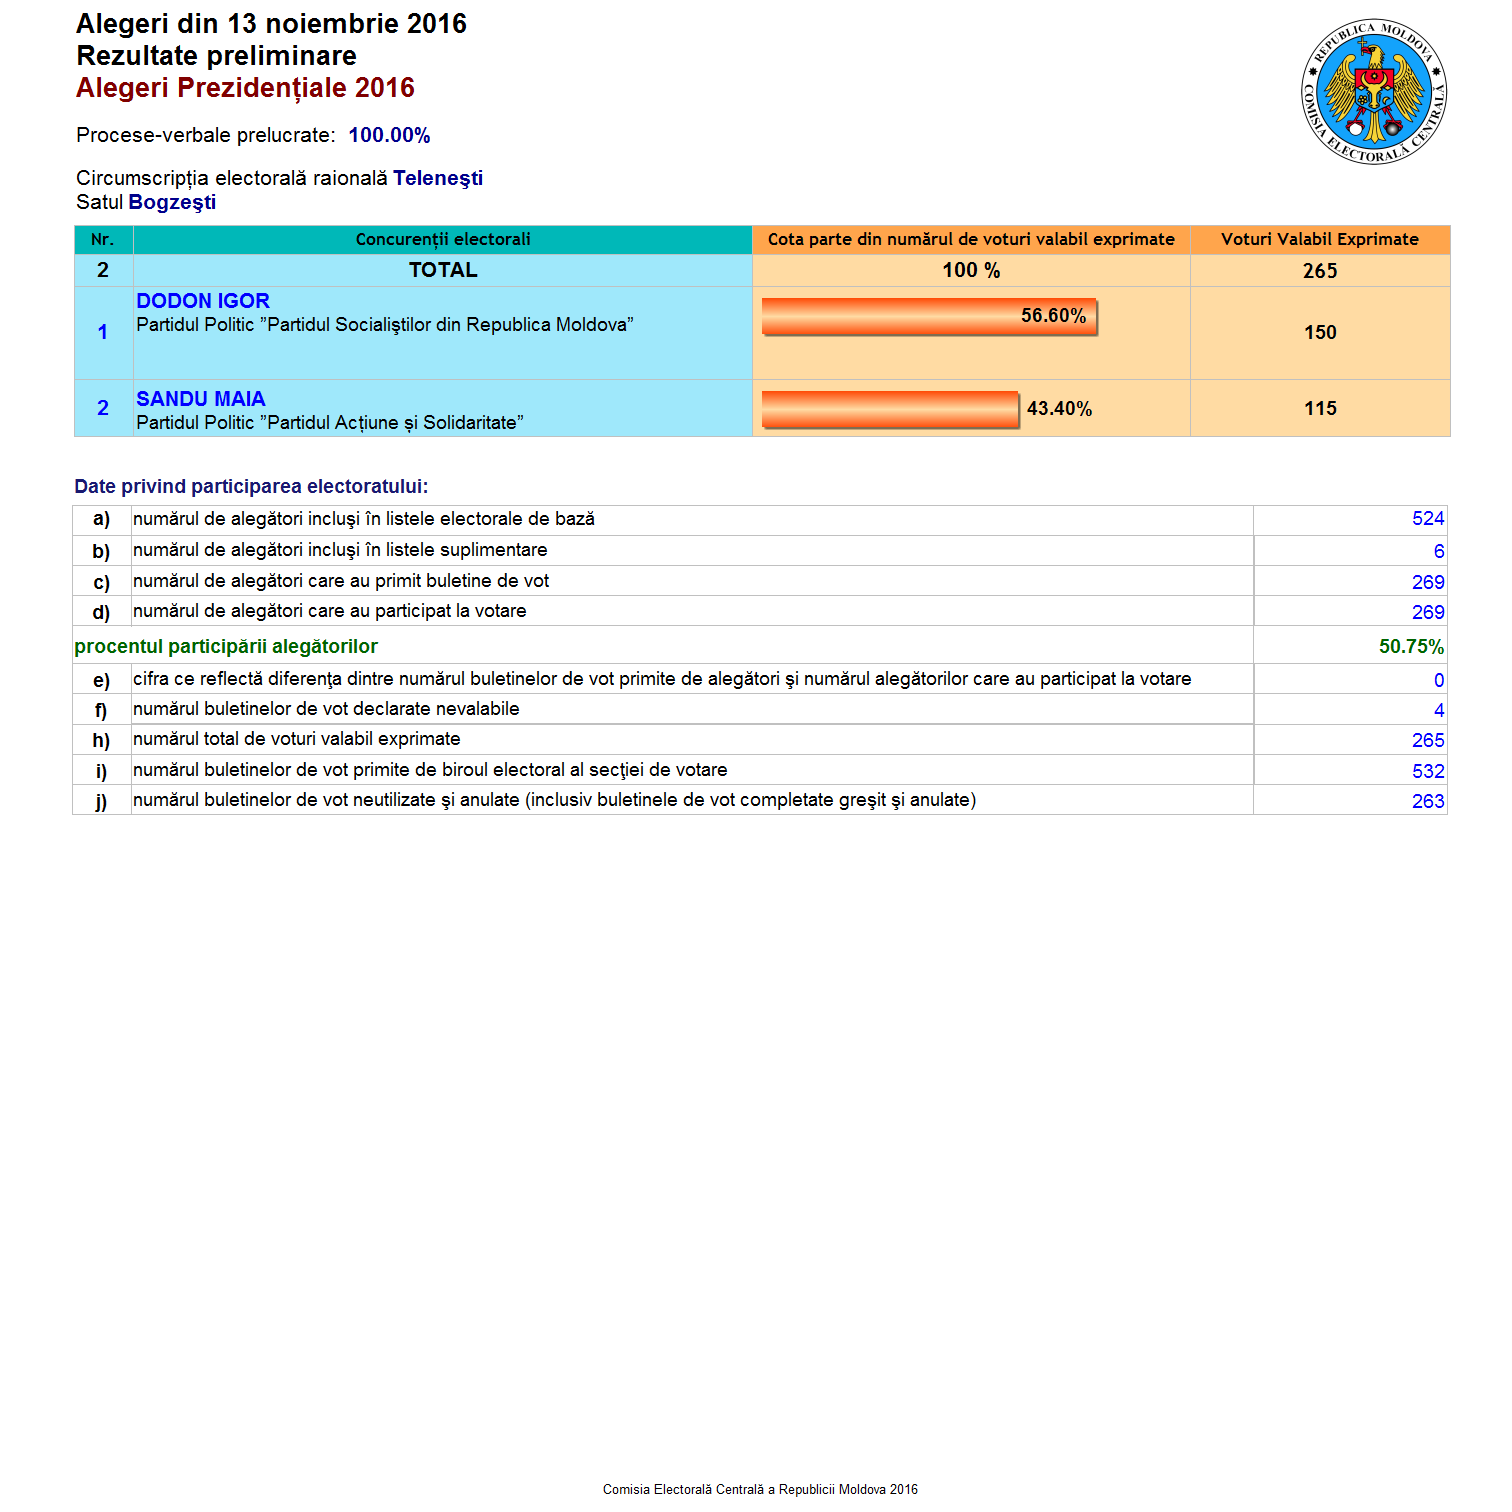 Alegeri din 13 noiembrie 2016
Rezultate preliminare
Alegeri Prezidențiale 2016
REPUBLICA MOLDOVA
COMISIA ELECTORALĂ CENTRALĂ
Procese-verbale prelucrate: 100.00%
Circumscripția electorală raională Teleneşti
Satul Bogzeşti
Nr. Concurenții electorali Cota parte din numărul de voturi valabil exprimate Voturi Valabil Exprimate
2 TOTAL 100 % 265
DODON IGOR
Partidul Politic ”Partidul Socialiştilor din Republica Moldova”
1 56.60% 150
SANDU MAIA
Partidul Politic ”Partidul Acțiune și Solidaritate”
2 43.40% 115
Date privind participarea electoratului:
a) numărul de alegători incluşi în listele electorale de bază 524
b) numărul de alegători incluşi în listele suplimentare 6
c) numărul de alegători care au primit buletine de vot 269
d) numărul de alegători care au participat la votare 269
procentul participării alegătorilor 50.75%
e) cifra ce reflectă diferenţa dintre numărul buletinelor de vot primite de alegători şi numărul alegătorilor care au participat la votare 0
f) numărul buletinelor de vot declarate nevalabile 4
h) numărul total de voturi valabil exprimate 265
i) numărul buletinelor de vot primite de biroul electoral al secţiei de votare 532
j) numărul buletinelor de vot neutilizate şi anulate (inclusiv buletinele de vot completate greşit şi anulate) 263
Comisia Electorală Centrală a Republicii Moldova 2016